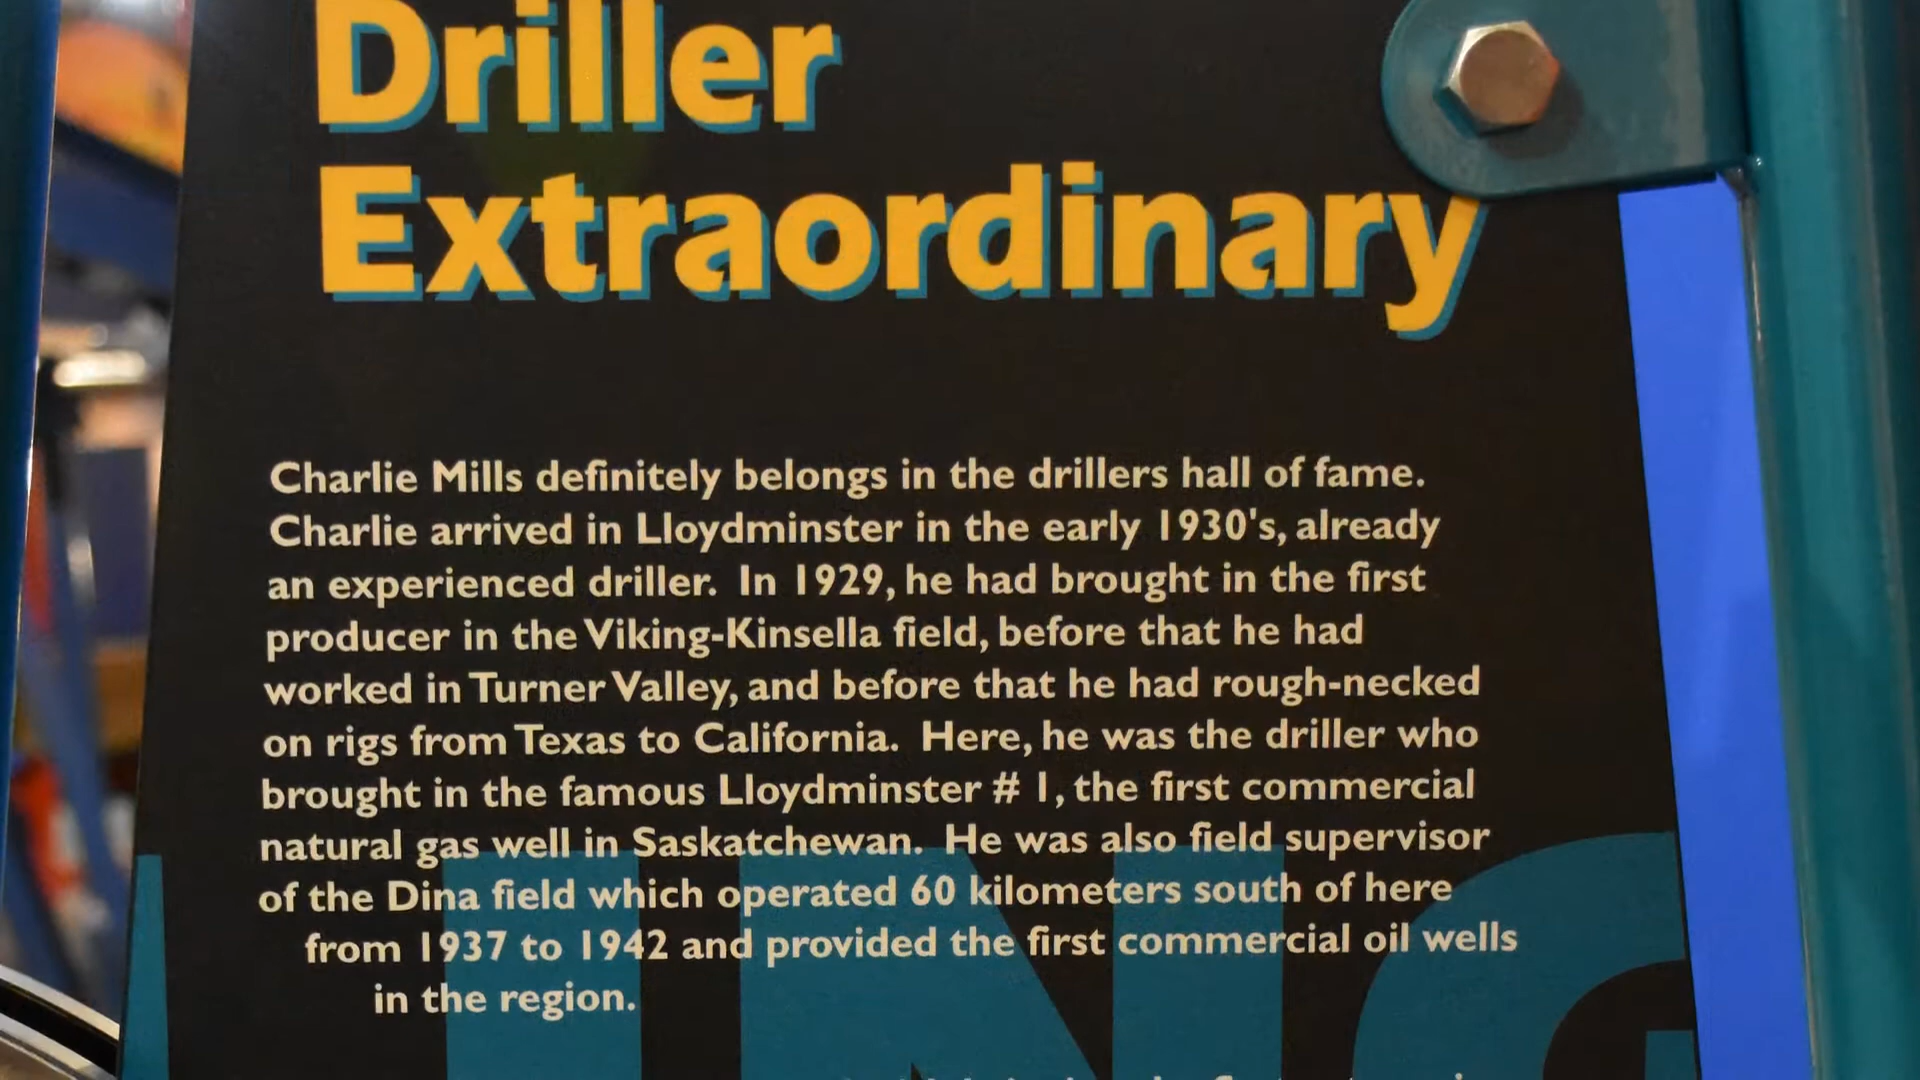 Driller
Extraordinary
Charlie Mills definitely belongs in the drillers hall of fame.
Charlie arrived in Lloydminster in the early 1930's, already
an experienced driller. In 1929, he had brought in the first
producer in the Viking-Kinsella field, before that he had
worked in Turner Valley, and before that he had rough-necked
on rigs from Texas to California. Here, he was the driller who
brought in the famous Lloydminster # 1, the first commercial
natural gas well in Saskatchewan. He was also field supervisor
of the Dina field which operated 60 kilometers south of here
from 1937 to 1942 and provided the first commercial oil wells
in the region.